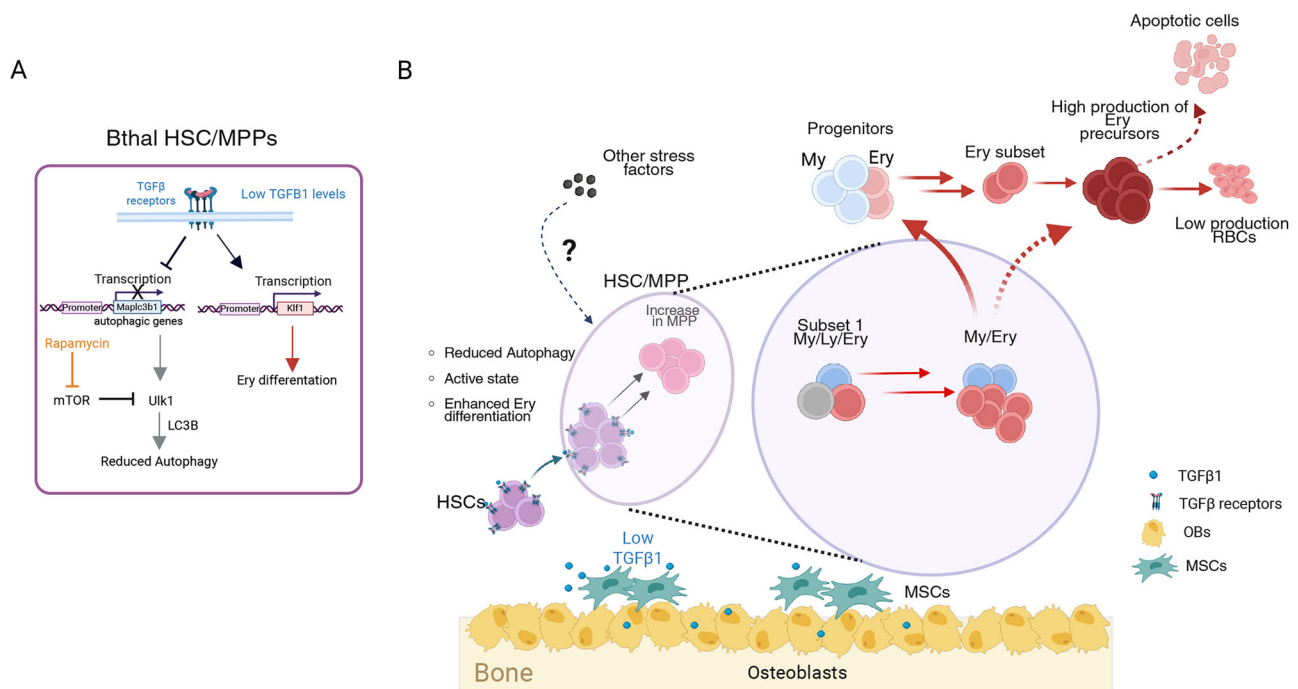 A
Bthal HSC/MPPs
TGFβ
receptors
Low TGFB1 levels
Transcription
Transcription
Promoter
Maplc3b1
Promoter
Klf1
autophagic genes
Rapamycin
mTOR
Ulk1
Ery differentation
LC3B
Reduced Autophagy
B
Apoptotic cells
High production of
Ery
precursors
Progenitors
My
Ery
Ery subset
Other stress
factors
Low production
RBCs
?
HSC/MPP
Increase
in MPP
Reduced Autophagy
Active state
Enhanced Ery
differentiation
Subset 1
My/Ly/Ery
My/Ery
HSCs
Low
TGFβ1
MSCs
Bone
Osteoblasts
TGFβ1
TGFβ receptors
OBs
MSCs